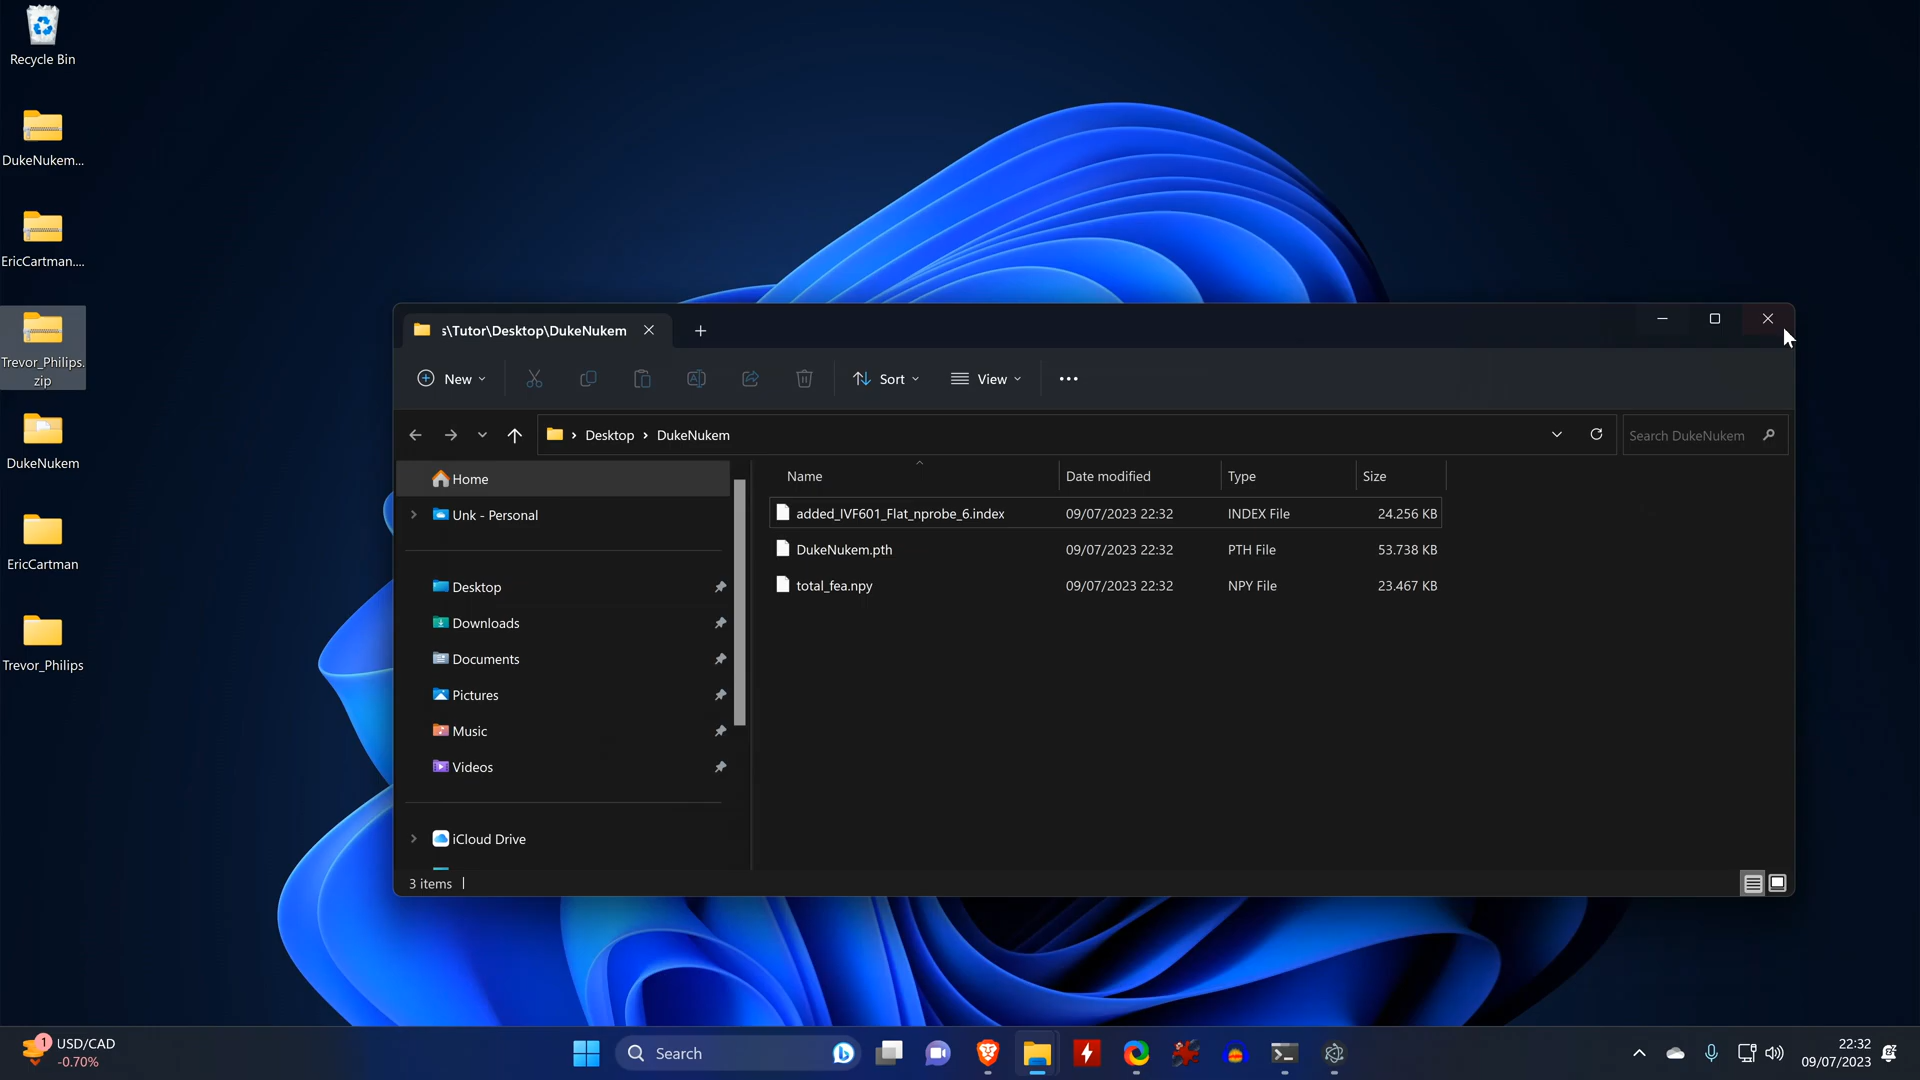 Recycle Bin
DukeNukem...
EricCartman....
Trevor_Philips.
zip
DukeNukem
EricCartman
Trevor_Philips
s\Tutor\Desktop\DukeNukem
New
Sort
View
Desktop
DukeNukem
Search DukeNukem
Home
Unk - Personal
Desktop
Downloads
Documents
Pictures
Music
Videos
iCloud Drive
Name Date modified Type Size
added_IVF601_Flat_nprobe_6.index 09/07/2023 22:32 INDEX File 24.256 KB
DukeNukem.pth 09/07/2023 22:32 PTH File 53.738 KB
total_fea.npy 09/07/2023 22:32 NPY File 23.467 KB
3 items
1
USD/CAD
-0.70%
Search
22:32
09/07/2023